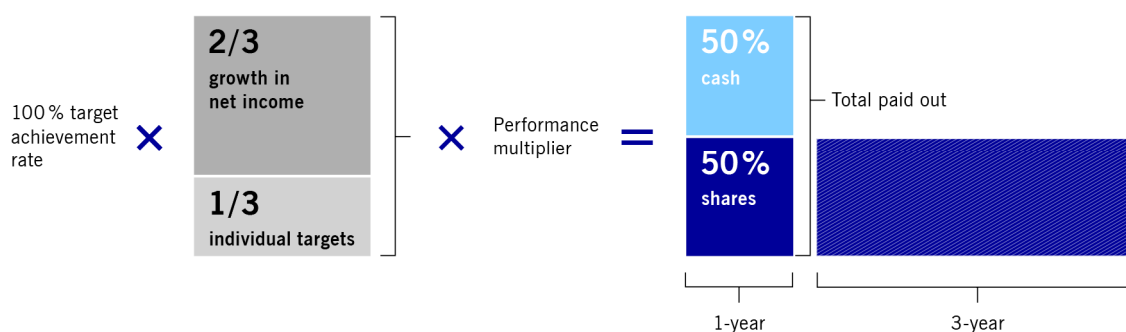 100 % target
achievement
rate
×
2/3
growth in
net income
1/3
individual targets
×
Performance
multiplier
=
50 %
cash
50 %
shares
Total paid out
1-year
3-year